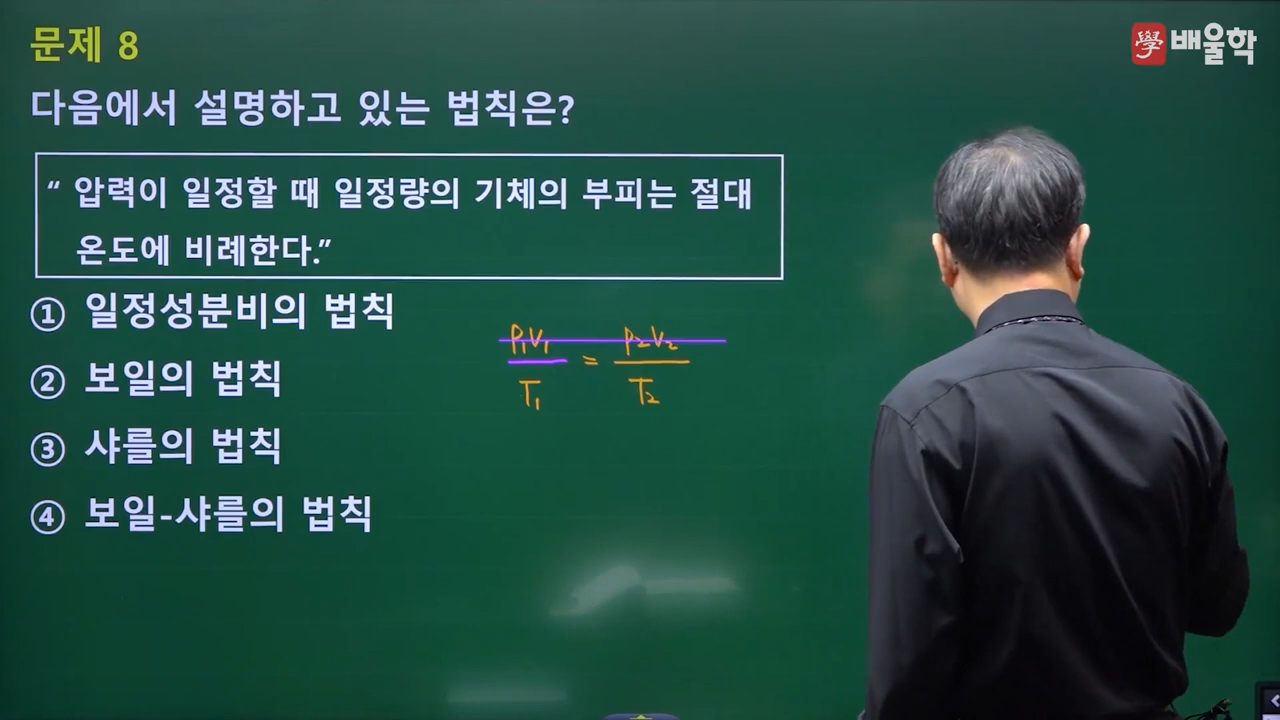 문제 8
學 배울학
다음에서 설명하고 있는 법칙은?
“ 압력이 일정할 때 일정량의 기체의 부피는 절대
온도에 비례한다.”
① 일정성분비의 법칙
② 보일의 법칙
③ 샤를의 법칙
④ 보일-샤를의 법칙
P₁V₁ = P₂V₂
T₁ T₂